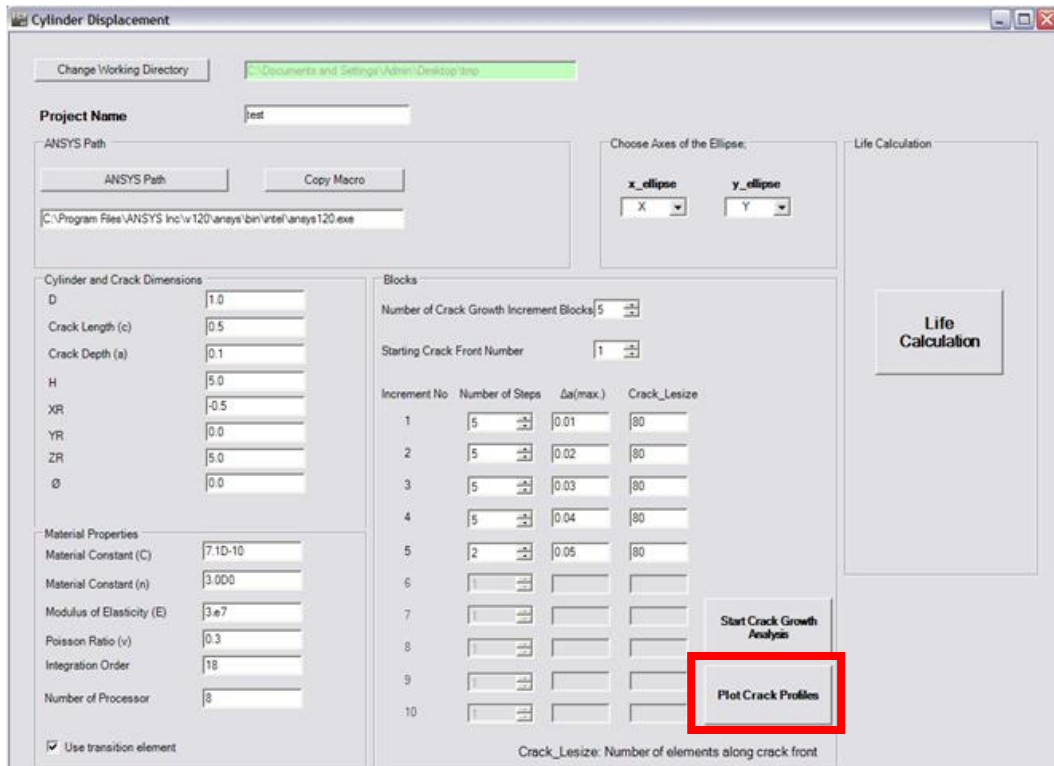 Cylinder Displacement
Change Working Directory
C:\Documents and Settings\Admin\Desktop\tmp
Project Name
test
ANSYS Path
ANSYS Path
Copy Macro
C:\Program Files\ANSYS Inc\v120\ansys\bin\intel\ansys120.exe
Choose Axes of the Ellipse;
x_ellipse y_ellipse
X Y
Life Calculation
Life
Calculation
Cylinder and Crack Dimensions
D 1.0
Crack Length (c) 0.5
Crack Depth (a) 0.1
H 5.0
XR -0.5
YR 0.0
ZR 5.0
Ø 0.0
Material Properties
Material Constant (C) 7.1D-10
Material Constant (n) 3.0D0
Modulus of Elasticity (E) 3.e7
Poisson Ratio (v) 0.3
Integration Order 18
Number of Processor 8
Use transition element
Blocks
Number of Crack Growth Increment Blocks 5
Starting Crack Front Number 1
Increment No Number of Steps Δa(max.) Crack_Lesize
1 5 0.01 80
2 5 0.02 80
3 5 0.03 80
4 5 0.04 80
5 2 0.05 80
6 1
7 1
8 1
9 1
10 1
Start Crack Growth
Analysis
Plot Crack Profiles
Crack_Lesize: Number of elements along crack front